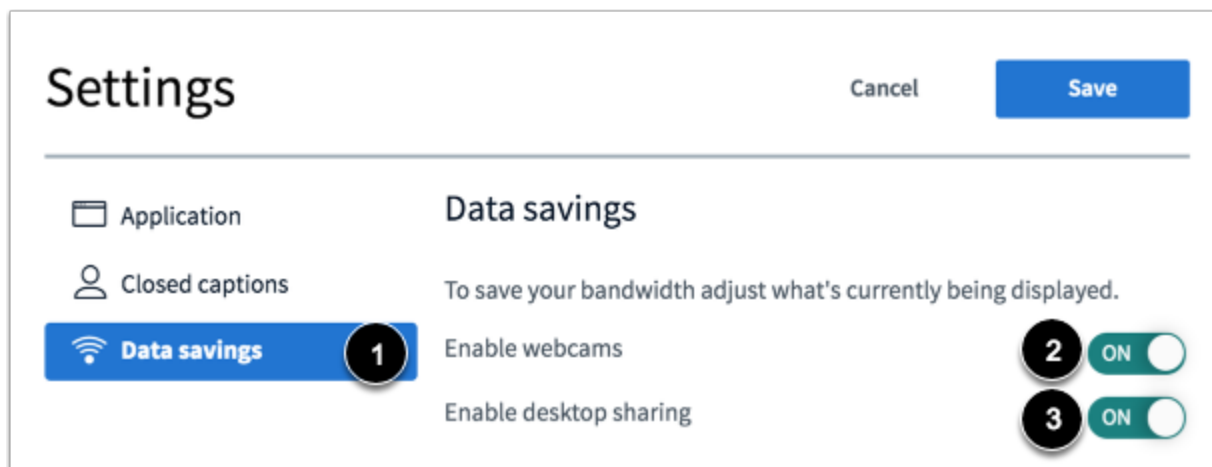 Settings
Cancel
Save
Application
Closed captions
Data savings
1
Data savings
To save your bandwidth adjust what's currently being displayed.
Enable webcams
2
ON
Enable desktop sharing
3
ON